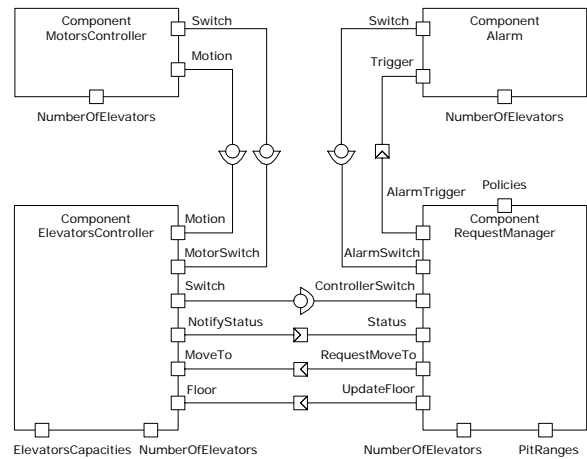 Component
MotorsController
Switch
Motion
NumberOfElevators
Switch
Component
Alarm
Trigger
NumberOfElevators
Policies
AlarmTrigger
Component
ElevatorsController
Motion
Component
RequestManager
MotorSwitch
AlarmSwitch
Switch
ControllerSwitch
NotifyStatus
Status
MoveTo
RequestMoveTo
Floor
UpdateFloor
ElevatorsCapacities
NumberOfElevators
NumberOfElevators
PitRanges